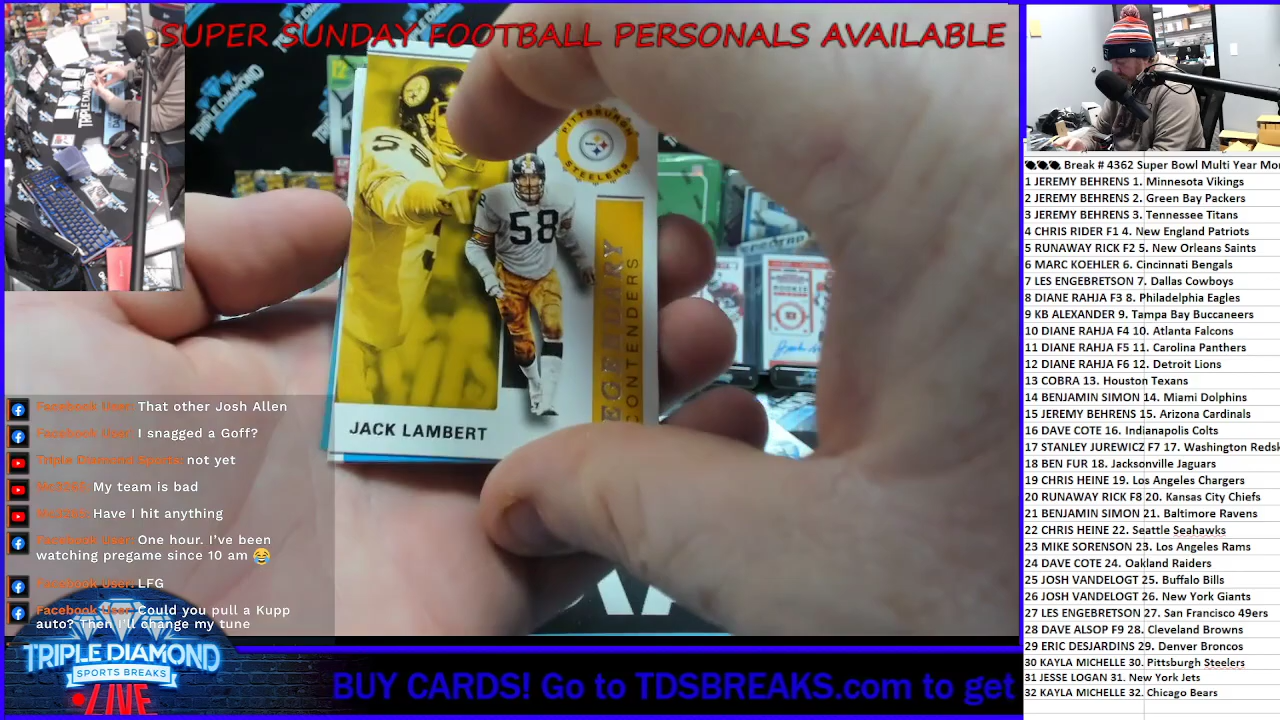 SUPER SUNDAY FOOTBALL PERSONALS AVAILABLE
PITTSBURGH
STEELERS
58
58
CONTENDERS
JACK LAMBERT
ROOKIE
That other Josh Allen
I snagged a Goff?
Triple Diamond Sports: not yet
My team is bad
Have I hit anything
Facebook User: One hour. I've been
watching pregame since 10 am 😂
Facebook User: LFG
Facebook User: Could you pull a Kupp
auto? Then I'll change my tune
TRIPLE DIAMOND
SPORTS BREAKS
LIVE
BUY CARDS! Go to TDSBREAKS.com to get
Break # 4362 Super Bowl Multi Year
1 JEREMY BEHRENS 1. Minnesota Vikings
2 JEREMY BEHRENS 2. Green Bay Packers
3 JEREMY BEHRENS 3. Tennessee Titans
4 CHRIS RIDER F1 4. New England Patriots
5 RUNAWAY RICK F2 5. New Orleans Saints
6 MARC KOEHLER 6. Cincinnati Bengals
7 LES ENGEBRETSON 7. Dallas Cowboys
8 DIANE RAHJA F3 8. Philadelphia Eagles
9 KB ALEXANDER 9. Tampa Bay Buccaneers
10 DIANE RAHJA F4 10. Atlanta Falcons
11 DIANE RAHJA F5 11. Carolina Panthers
12 DIANE RAHJA F6 12. Detroit Lions
13 COBRA 13. Houston Texans
14 BENJAMIN SIMON 14. Miami Dolphins
15 JEREMY BEHRENS 15. Arizona Cardinals
16 DAVE COTE 16. Indianapolis Colts
17 STANLEY JUREWICZ F7 17. Washington Redsk
18 BEN FUR 18. Jacksonville Jaguars
19 CHRIS HEINE 19. Los Angeles Chargers
20 RUNAWAY RICK F8 20. Kansas City Chiefs
21 BENJAMIN SIMON 21. Baltimore Ravens
22 CHRIS HEINE 22. Seattle Seahawks
23 MIKE SORENSON 23. Los Angeles Rams
24 DAVE COTE 24. Oakland Raiders
25 JOSH VANDELOGT 25. Buffalo Bills
26 JOSH VANDELOGT 26. New York Giants
27 LES ENGEBRETSON 27. San Francisco 49ers
28 DAVE ALSOP F9 28. Cleveland Browns
29. Denver Broncos
30 KAYLA MICHELLE 30. Pittsburgh Steelers
31 JESSE LOGAN 31. New York Jets
32 KAYLA MICHELLE 32. Chicago Bears